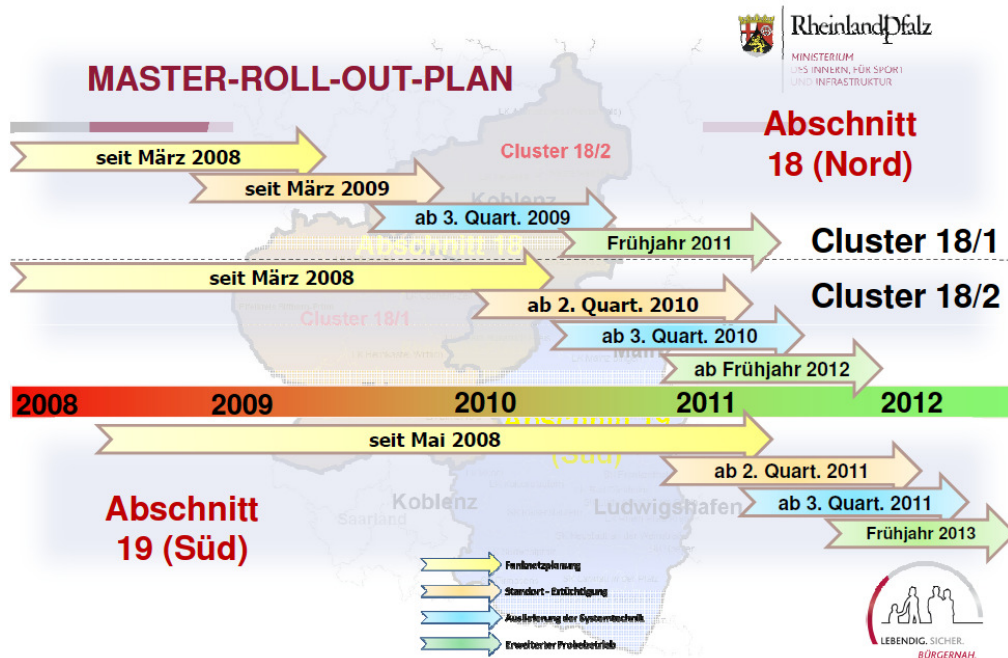 RheinlandPfalz
MINISTERIUM
DES INNERN, FÜR SPORT
UND INFRASTRUKTUR
MASTER-ROLL-OUT-PLAN
Abschnitt
18 (Nord)
seit März 2008
Cluster 18/2
seit März 2009
Koblenz
ab 3. Quart. 2009
Frühjahr 2011
Cluster 18/1
Abschnitt 18
seit März 2008
Cluster 18/2
ab 2. Quart. 2010
Cluster 18/1
ab 3. Quart. 2010
Mainz
ab Frühjahr 2012
2008 2009 2010 2011 2012
Abschnitt 19
seit Mai 2008
(Süd)
ab 2. Quart. 2011
Koblenz
Ludwigshafen
ab 3. Quart. 2011
Abschnitt
19 (Süd)
Saarland
Frühjahr 2013
Funknetzplanung
Standort - Ertüchtigung
Auslieferung der Systemtechnik
Erweiterter Probebetrieb
LEBENDIG. SICHER.
BÜRGERNAH.